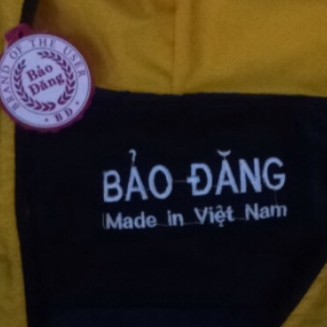 BRAND OF THE USER
Bảo
Đăng
BD
BẢO ĐĂNG
Made in Việt Nam